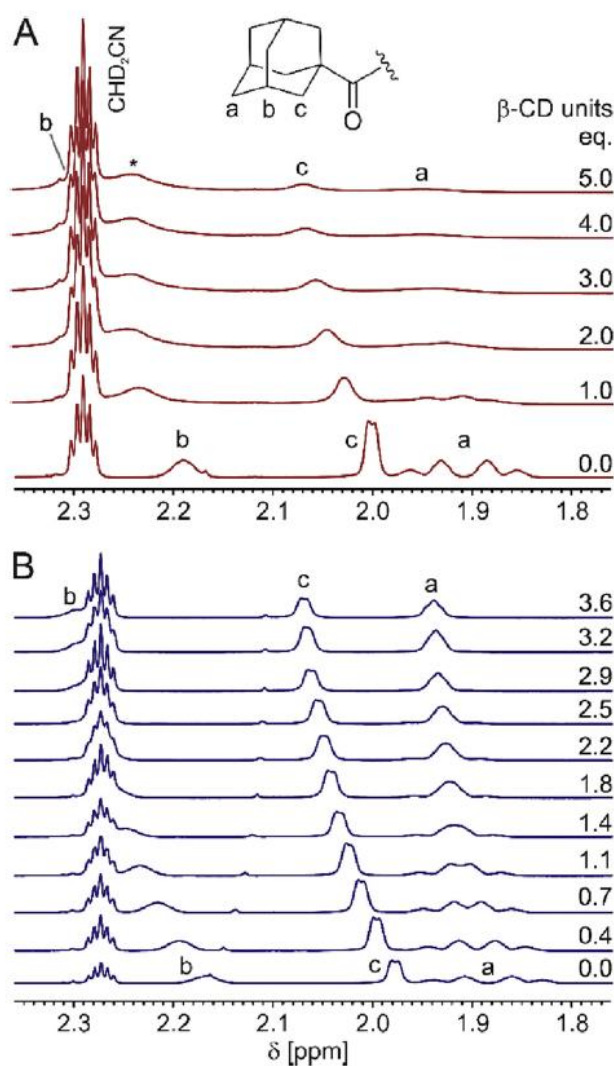 A
CHD₂CN
a b c O
β-CD units
eq.
b * c a 5.0
4.0
3.0
2.0
1.0
b c a 0.0
2.3 2.2 2.1 2.0 1.9 1.8
B
b c a 3.6
3.2
2.9
2.5
2.2
1.8
1.4
1.1
0.7
0.4
b c a 0.0
2.3 2.2 2.1 2.0 1.9 1.8
δ [ppm]